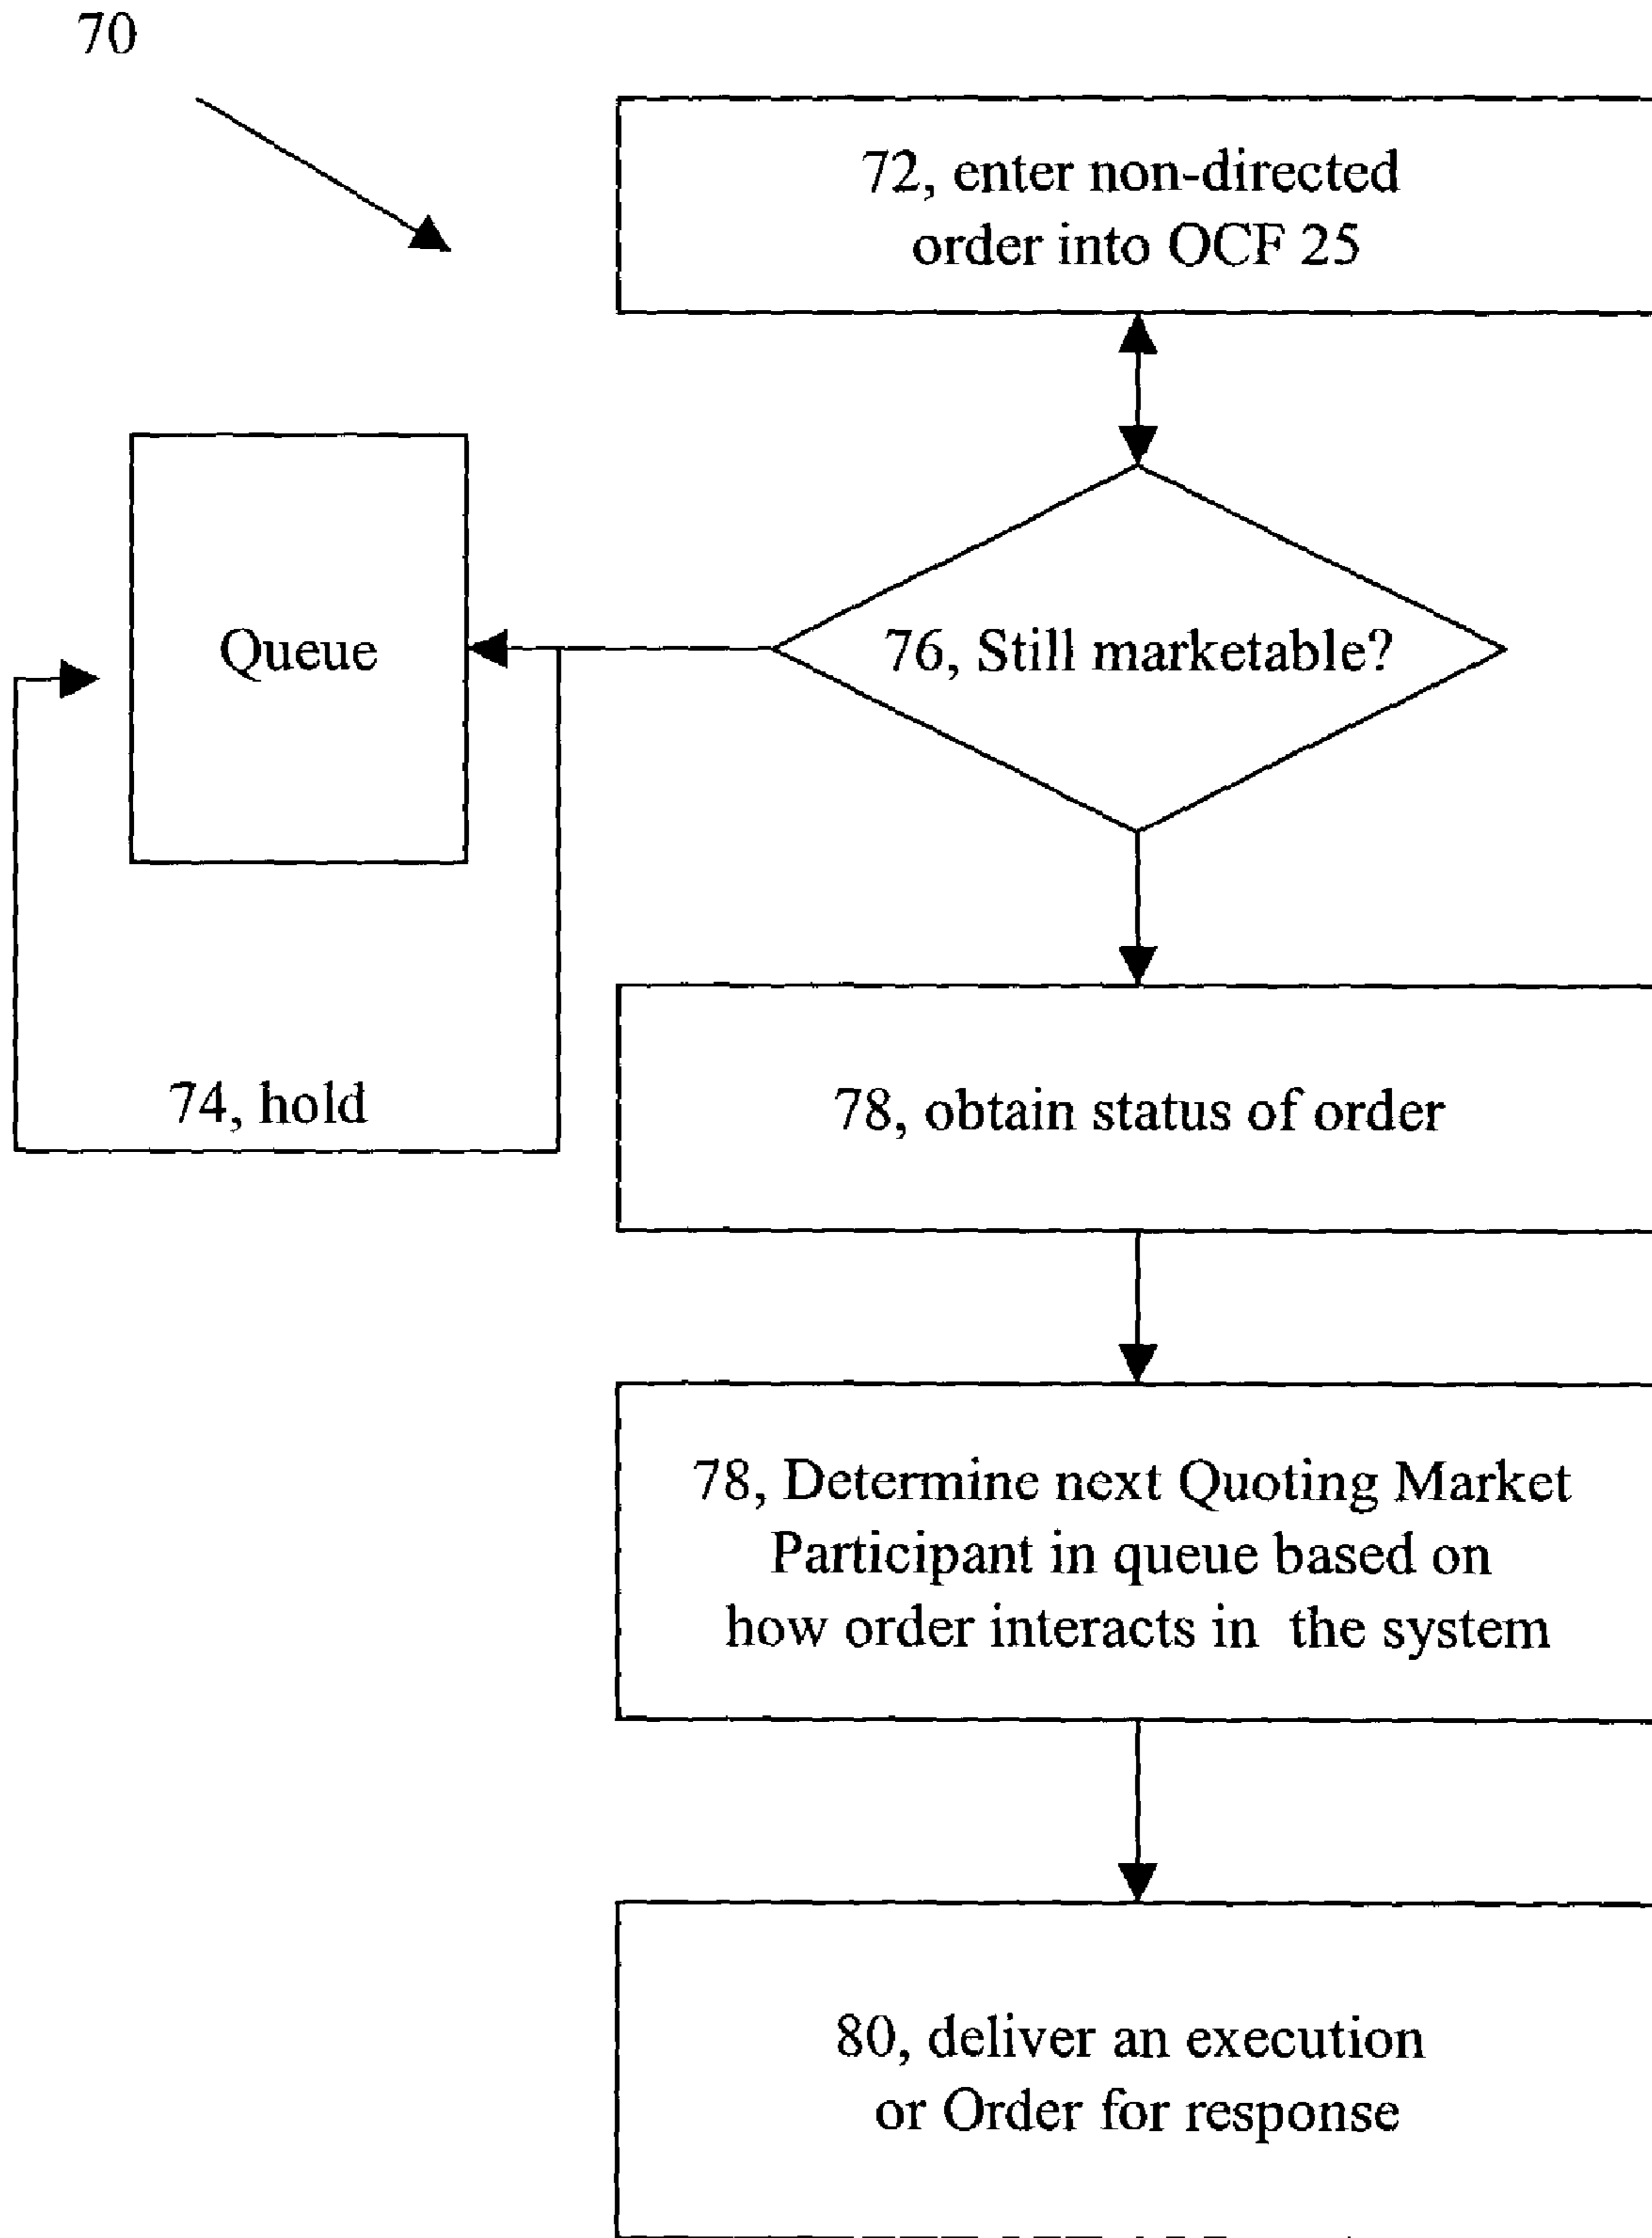 70
72, enter non-directed
order into OCF 25
Queue
76, Still marketable?
74, hold
78, obtain status of order
78, Determine next Quoting Market
Participant in queue based on
how order interacts in the system
80, deliver an execution
or Order for response